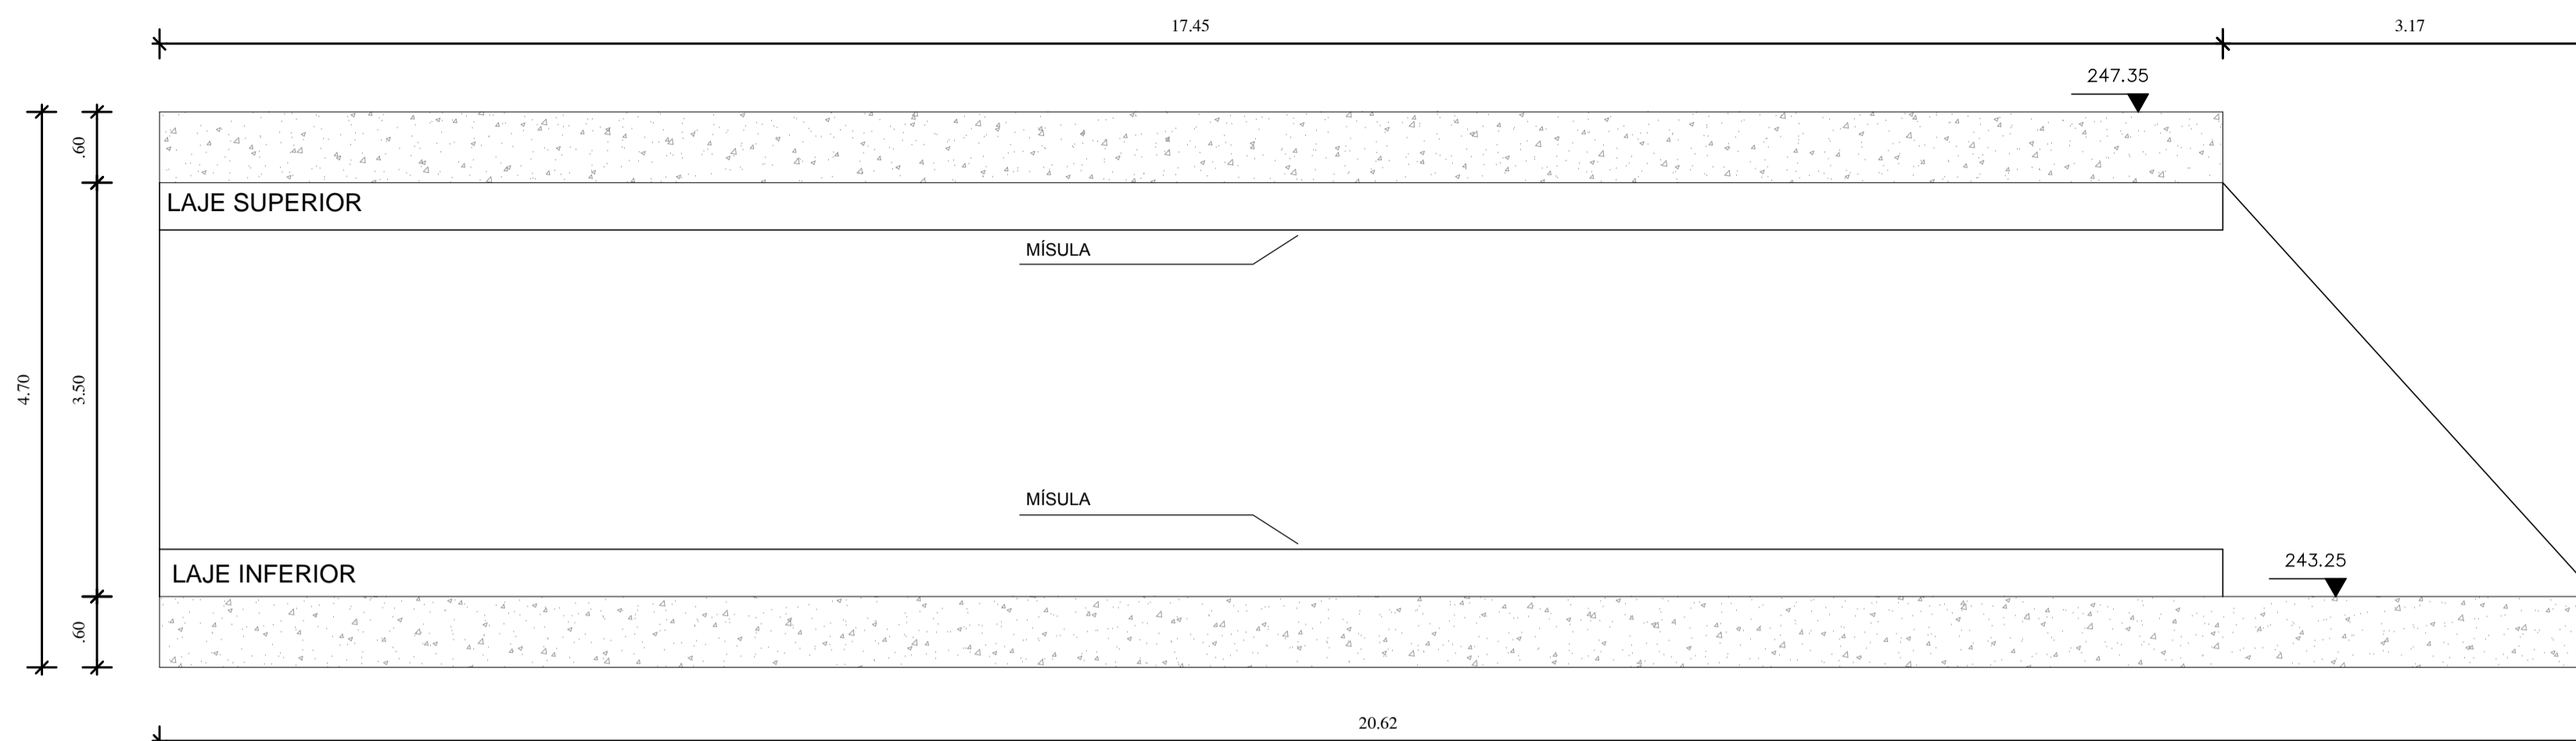 17.45
3.17
247.35
.60
LAJE SUPERIOR
MÍSULA
4.70
3.50
MÍSULA
243.25
LAJE INFERIOR
.60
20.62